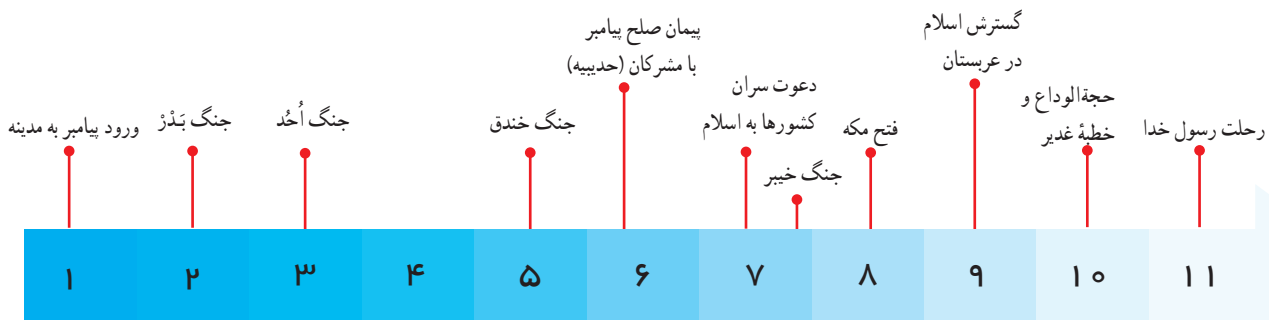 ورود پیامبر به مدینه
جنگ بَدْرْ
جنگ اُحُد
جنگ خندق
پیمان صلح پیامبر
با مشرکان (حدیبیه)
دعوت سران
کشورها به اسلام
جنگ خیبر
فتح مکه
گسترش اسلام
در عربستان
حجةالوداع و
خطبهٔ غدیر
رحلت رسول خدا
۱
۲
۳
۴
۵
۶
۷
۸
۹
۱۰
۱۱